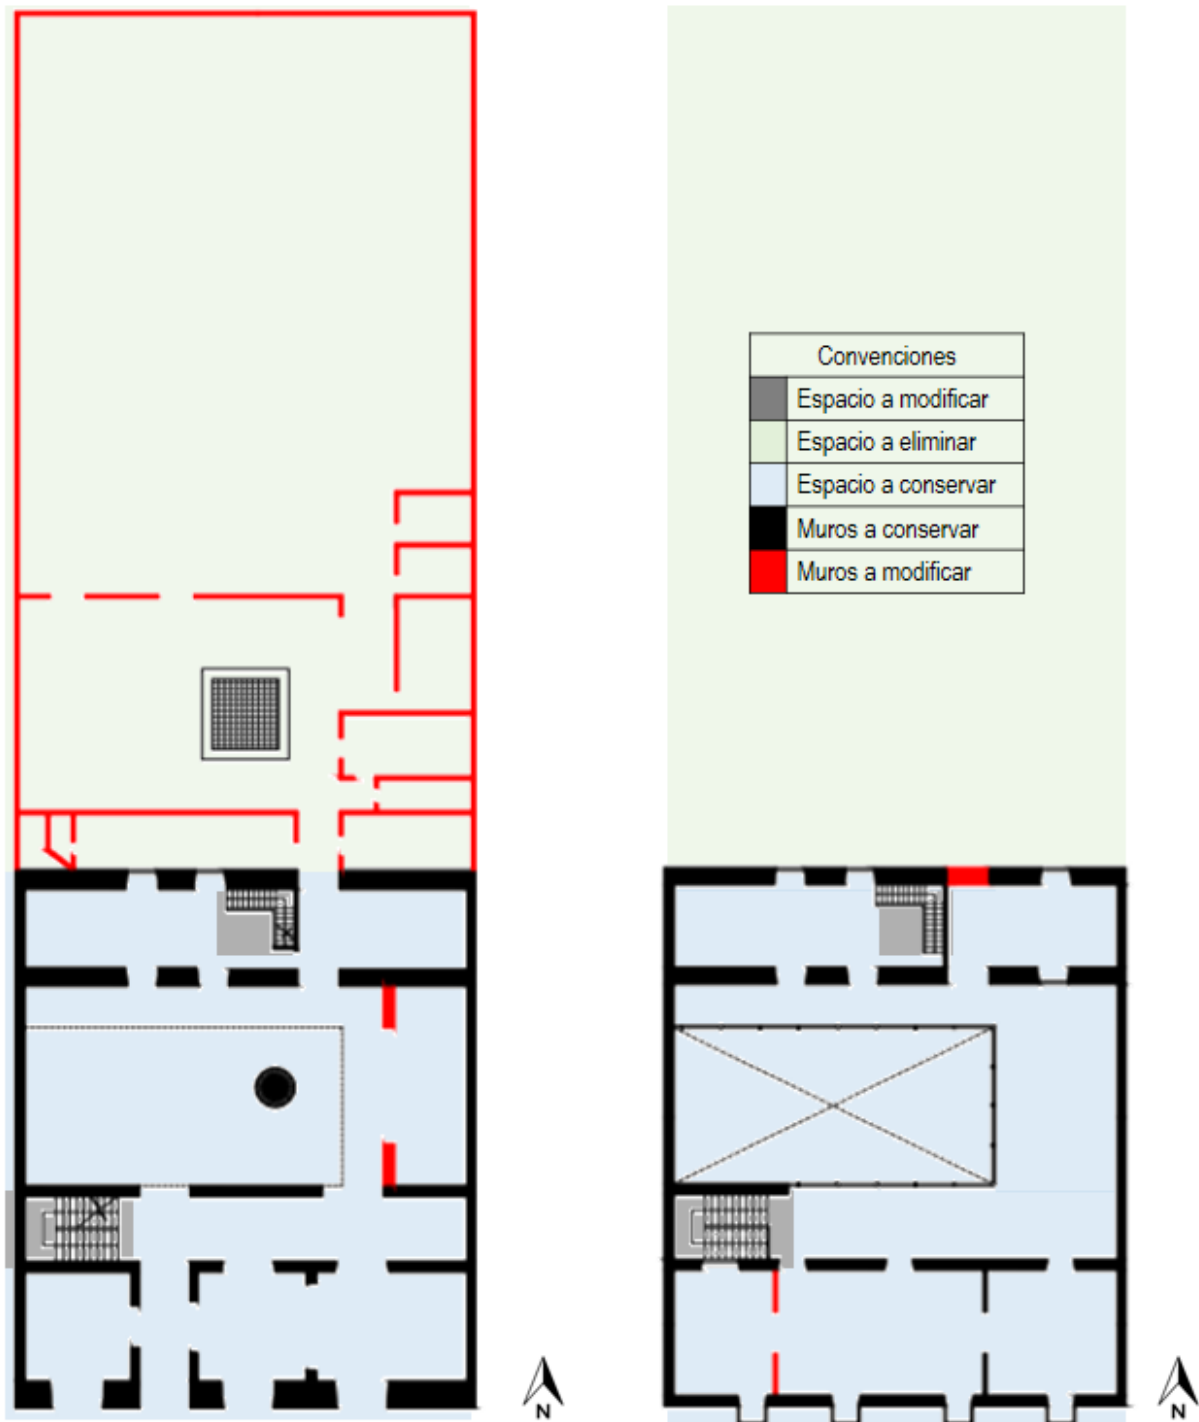 Convenciones
Espacio a modificar
Espacio a eliminar
Espacio a conservar
Muros a conservar
Muros a modificar
N
N